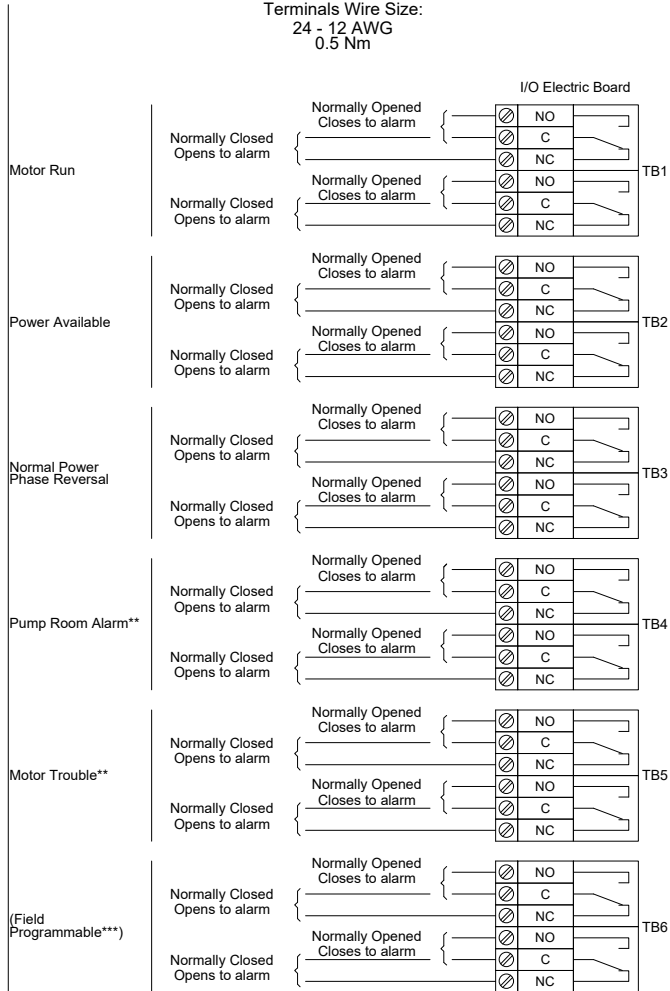 Terminals Wire Size:
24 - 12 AWG
0.5 Nm
I/O Electric Board
Motor Run
Normally Opened
Closes to alarm
Normally Closed
Opens to alarm
NO
C
NC
Normally Opened
Closes to alarm
Normally Closed
Opens to alarm
NO
C
NC
TB1
Power Available
Normally Opened
Closes to alarm
Normally Closed
Opens to alarm
NO
C
NC
Normally Opened
Closes to alarm
Normally Closed
Opens to alarm
NO
C
NC
TB2
Normal Power
Phase Reversal
Normally Opened
Closes to alarm
Normally Closed
Opens to alarm
NO
C
NC
Normally Opened
Closes to alarm
Normally Closed
Opens to alarm
NO
C
NC
TB3
Pump Room Alarm**
Normally Opened
Closes to alarm
Normally Closed
Opens to alarm
NO
C
NC
Normally Opened
Closes to alarm
Normally Closed
Opens to alarm
NO
C
NC
TB4
Motor Trouble**
Normally Opened
Closes to alarm
Normally Closed
Opens to alarm
NO
C
NC
Normally Opened
Closes to alarm
Normally Closed
Opens to alarm
NO
C
NC
TB5
(Field
Programmable***)
Normally Opened
Closes to alarm
Normally Closed
Opens to alarm
NO
C
NC
Normally Opened
Closes to alarm
Normally Closed
Opens to alarm
NO
C
NC
TB6